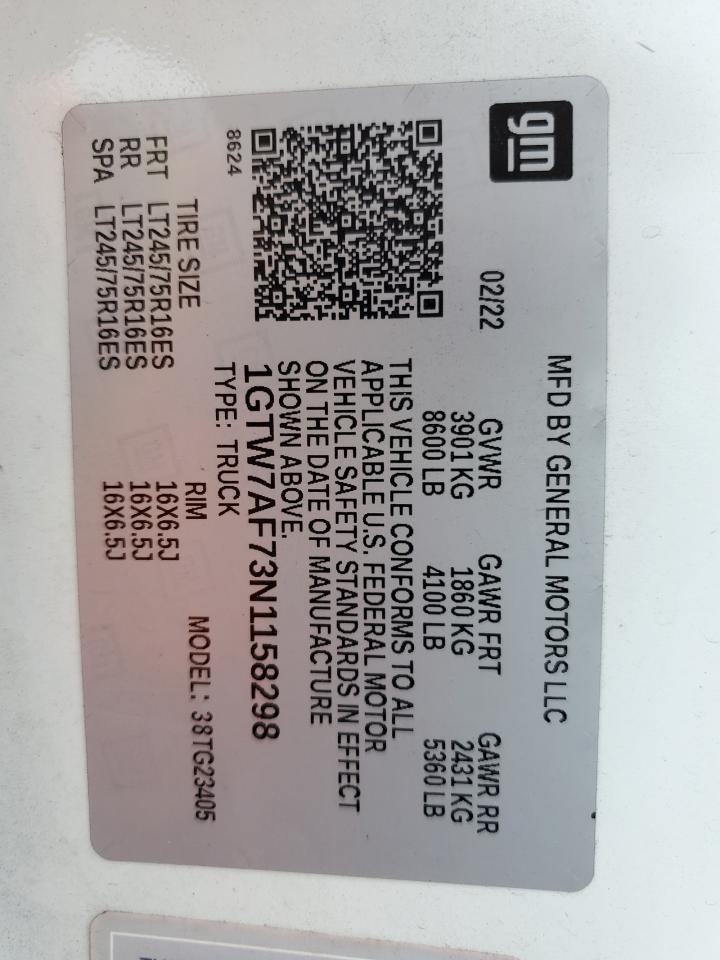 gm
MFD BY GENERAL MOTORS LLC
02/22
GVWR GAWR FRT GAWR RR
3901 KG 1860 KG 2431 KG
8600 LB 4100 LB 5360 LB
THIS VEHICLE CONFORMS TO ALL
APPLICABLE U.S. FEDERAL MOTOR
VEHICLE SAFETY STANDARDS IN EFFECT
ON THE DATE OF MANUFACTURE
SHOWN ABOVE.
1GTW7AF73N1158298
8624
TYPE: TRUCK
MODEL: 38TG23405
TIRE SIZE RIM
FRT LT245/75R16ES 16X6.5J
RR LT245/75R16ES 16X6.5J
SPA LT245/75R16ES 16X6.5J